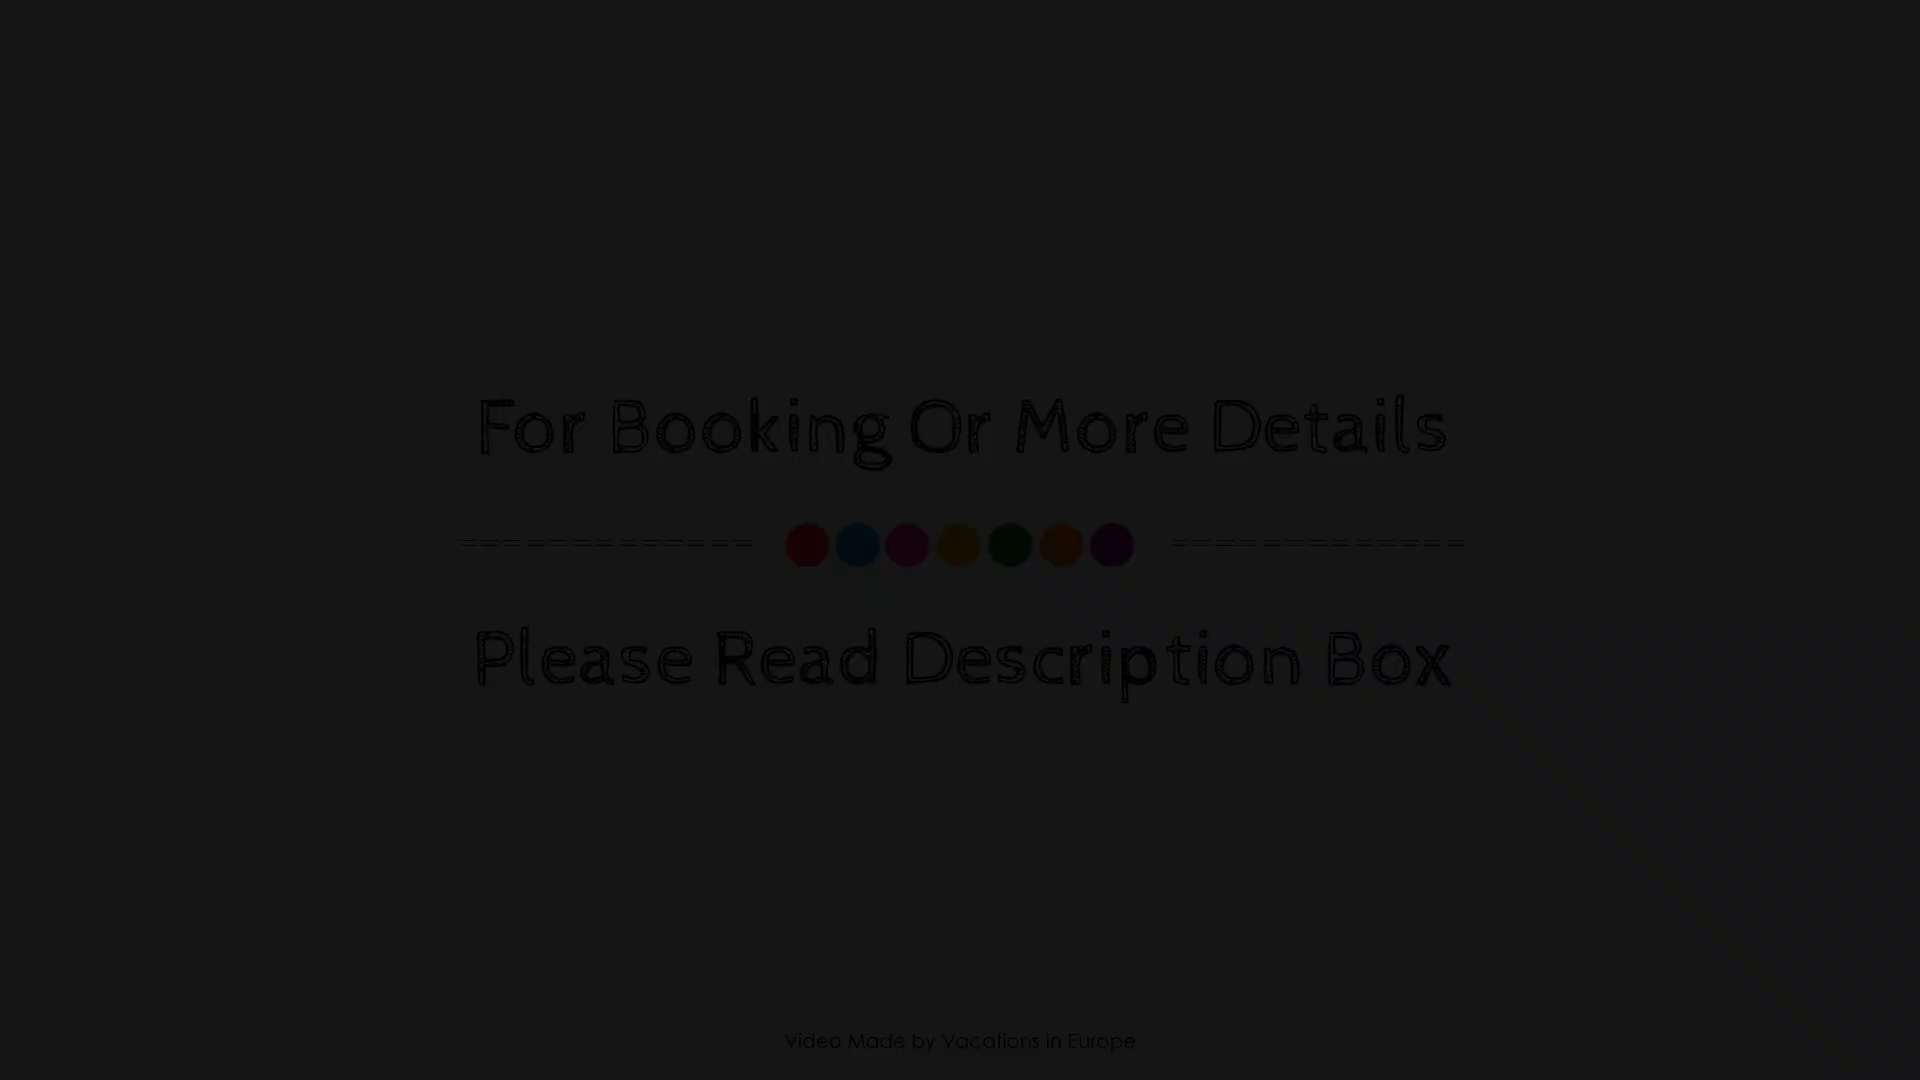 For Booking Or More Details
Please Read Description Box
Video Made by Vacations in Europe